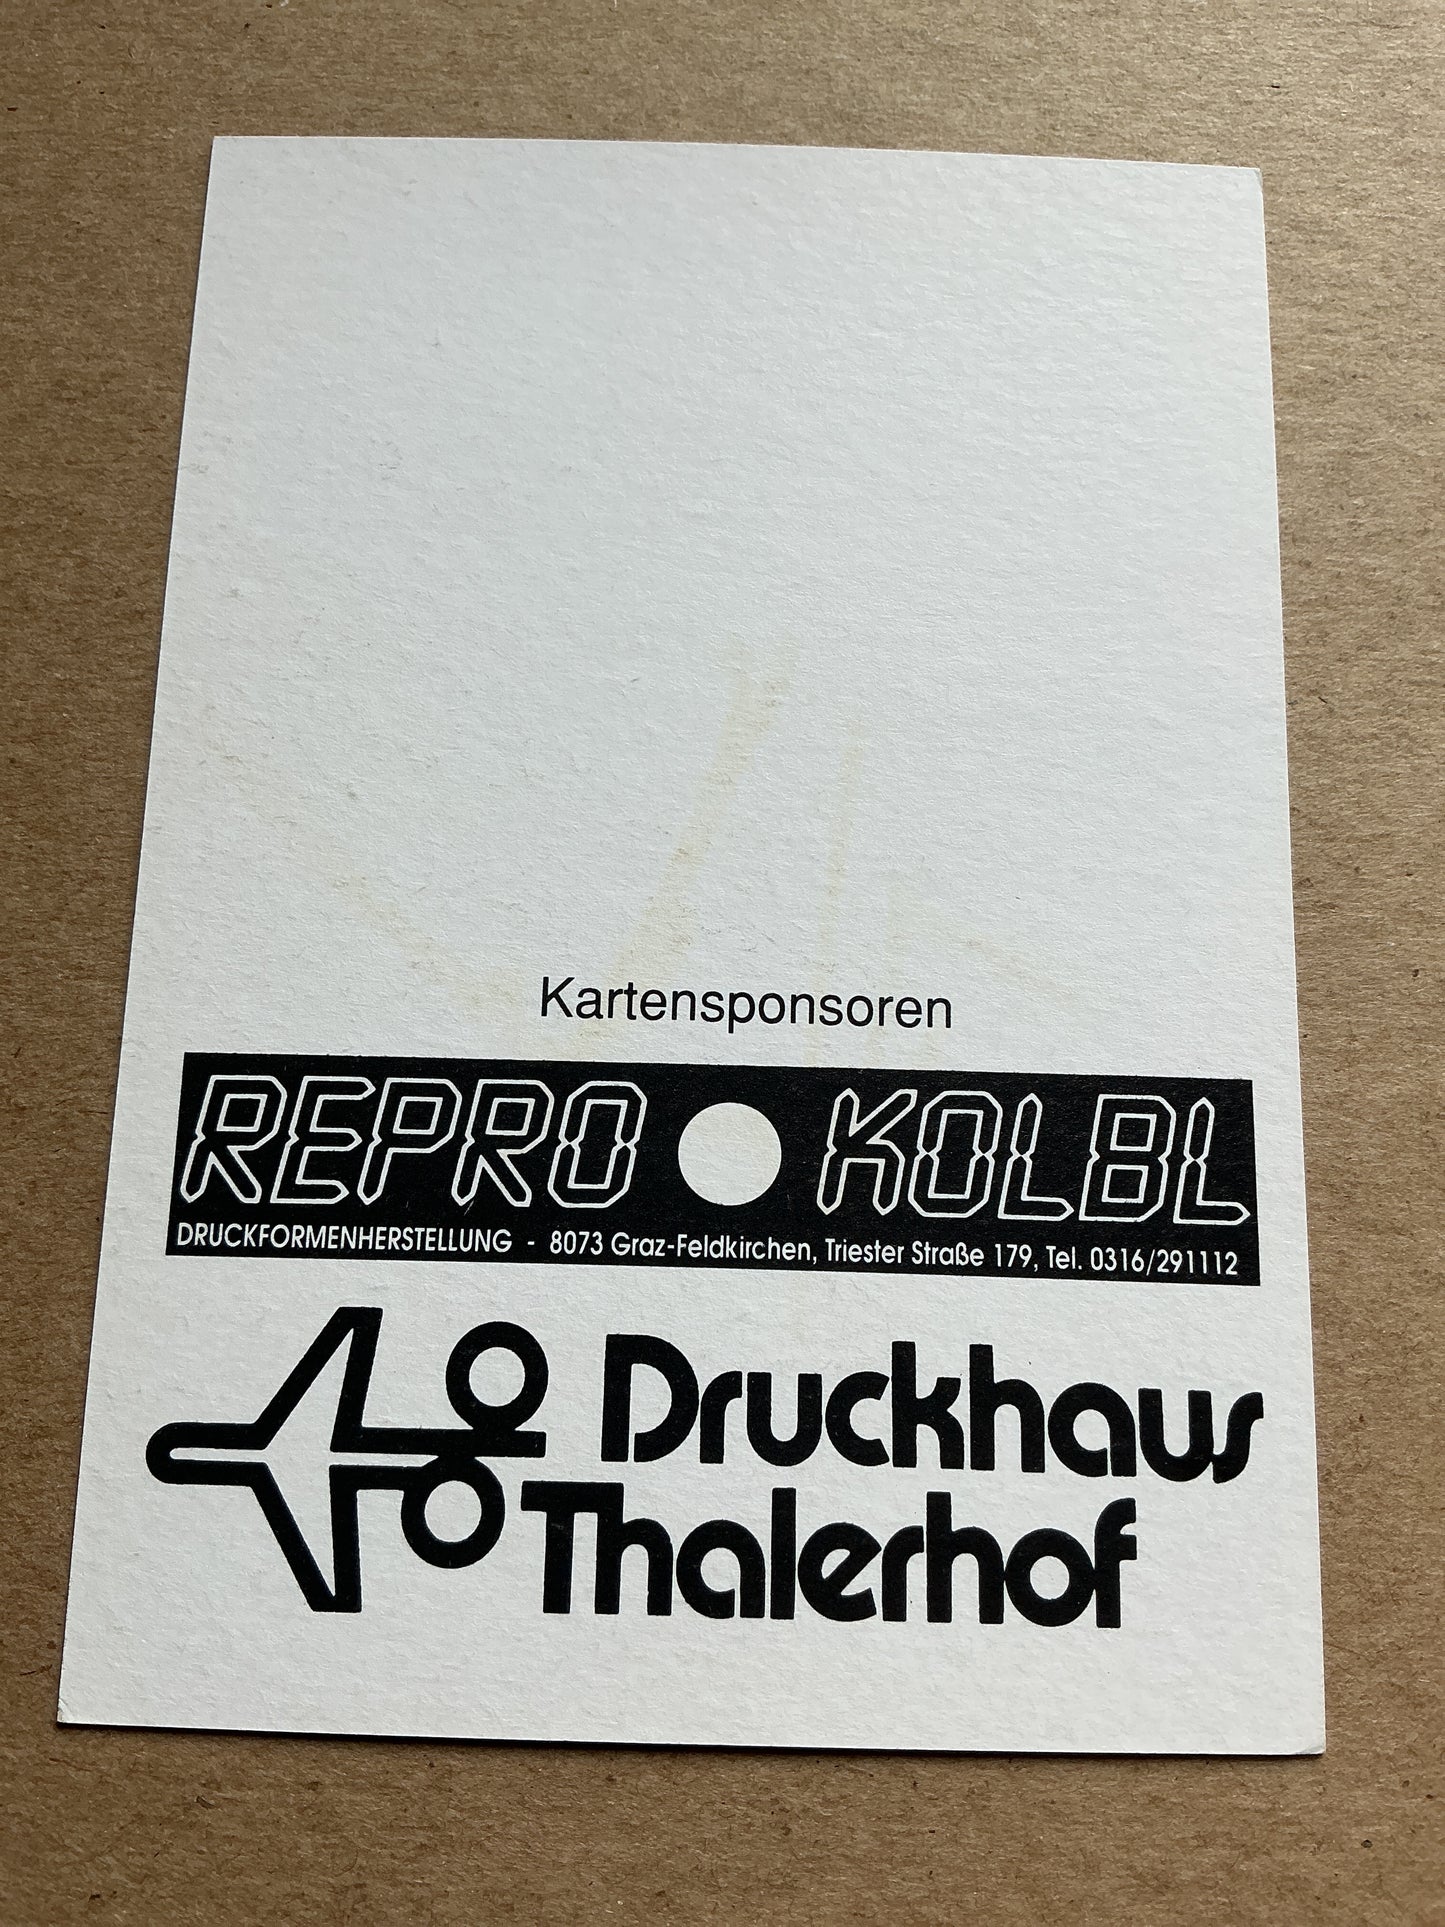 Kartensponsoren
REPRO KOLBL
DRUCKFORMENHERSTELLUNG - 8073 Graz-Feldkirchen, Triester Straße 179, Tel. 0316/291112
Druckhaus
Thalerhof